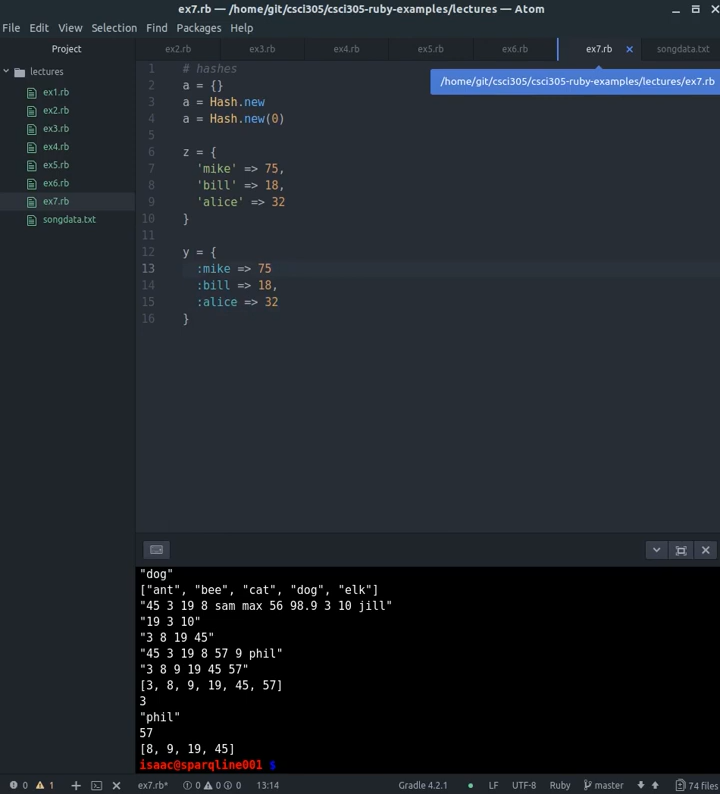 ex7.rb — /home/git/csci305/csci305-ruby-examples/lectures — Atom
File Edit View Selection Find Packages Help
Project
ex2.rb ex3.rb ex4.rb ex5.rb ex6.rb ex7.rb songdata.txt
/home/git/csci305/csci305-ruby-examples/lectures/ex7.rb
lectures
ex1.rb
ex2.rb
ex3.rb
ex4.rb
ex5.rb
ex6.rb
ex7.rb
songdata.txt
1 # hashes
2 a = {}
3 a = Hash.new
4 a = Hash.new(0)
5
6 z = {
7 'mike' => 75,
8 'bill' => 18,
9 'alice' => 32
10 }
11
12 y = {
13 :mike => 75
14 :bill => 18,
15 :alice => 32
16 }
"dog"
["ant", "bee", "cat", "dog", "elk"]
"45 3 19 8 sam max 56 98.9 3 10 jill"
"19 3 10"
"3 8 19 45"
"45 3 19 8 57 9 phil"
"3 8 9 19 45 57"
[3, 8, 9, 19, 45, 57]
3
"phil"
57
[8, 9, 19, 45]
isaac@sparqline001 $
0 1 ex7.rb* 0 0 0 13:14 Gradle 4.2.1 LF UTF-8 Ruby master 74 files